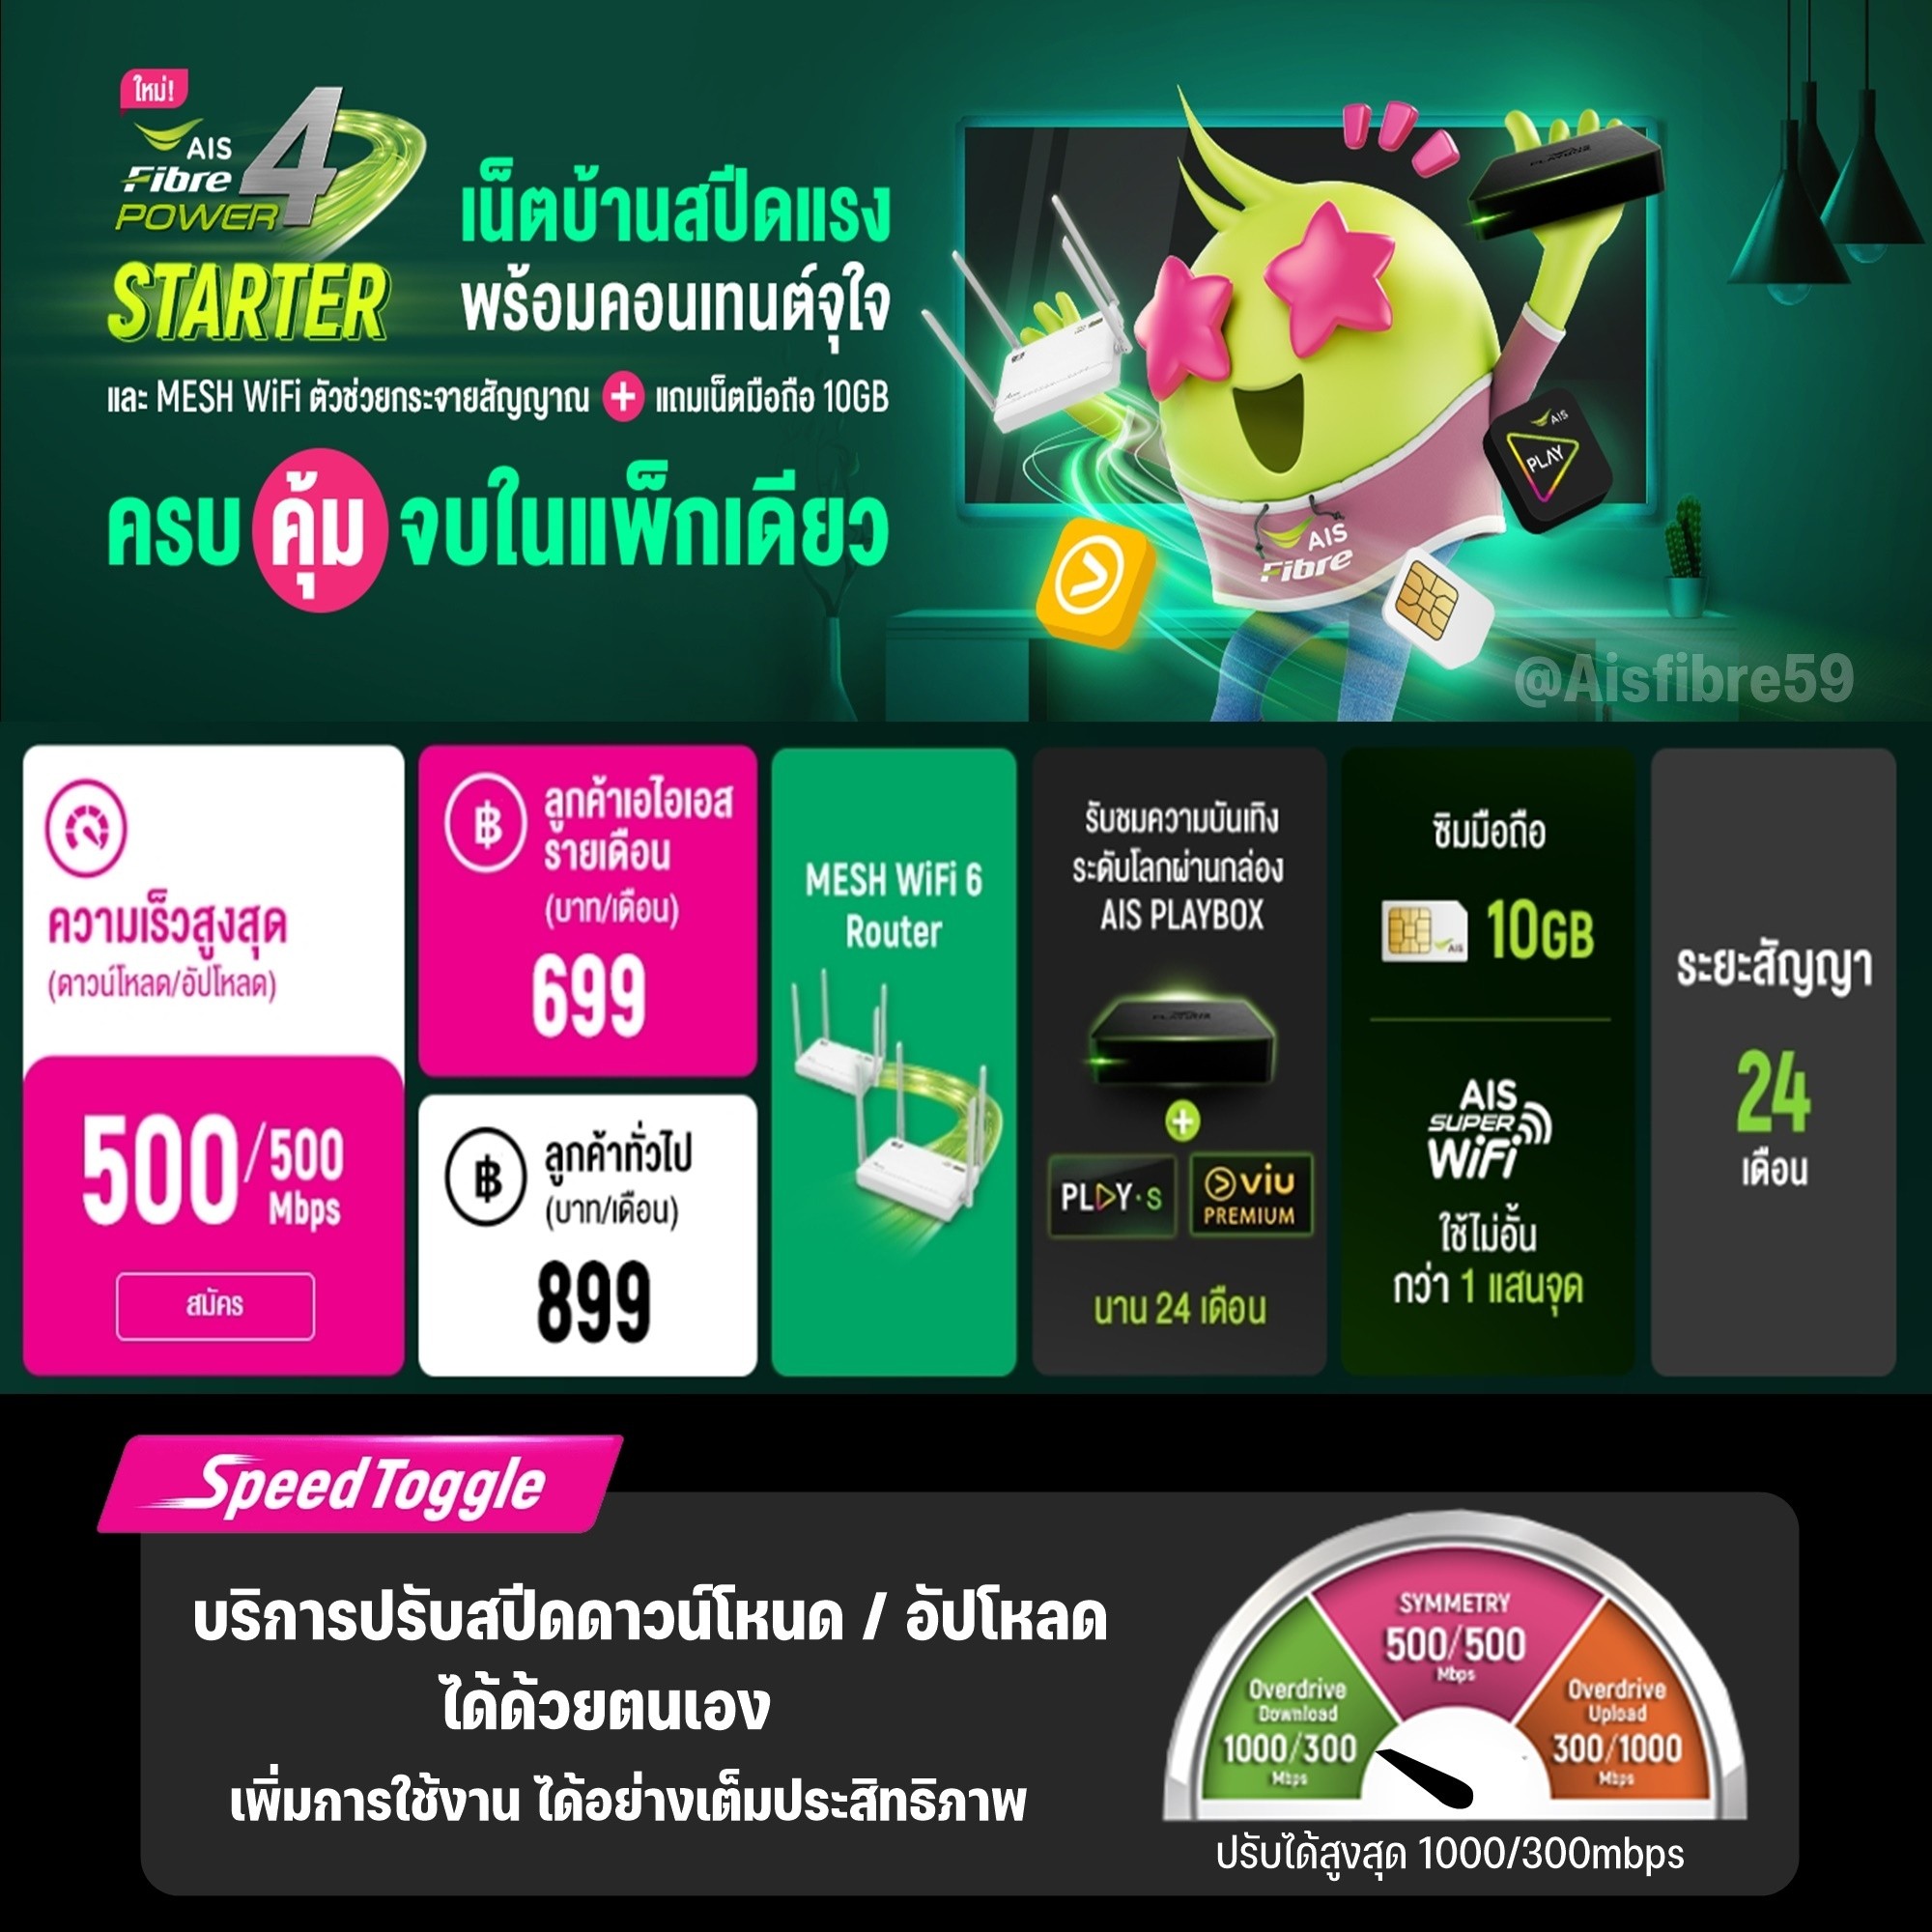 ใหม่!
AIS
Fibre
POWER4
STARTER
เน็ตบ้านสปีดแรง
พร้อมคอนเทนต์จุใจ
และ MESH WiFi ตัวช่วยกระจายสัญญาณ + แถมเน็ตมือถือ 10GB
ครบ คุ้ม จบในแพ็กเดียว
AIS
PLAY
AIS
Fibre
@Aisfibre59
ความเร็วสูงสุด
(ดาวน์โหลด/อัปโหลด)
500/500
Mbps
สมัคร
฿
ลูกค้าเอไอเอส
รายเดือน
(บาท/เดือน)
699
฿
ลูกค้าทั่วไป
(บาท/เดือน)
899
MESH WiFi 6
Router
รับชมความบันเทิง
ระดับโลกผ่านกล่อง
AIS PLAYBOX
+
PLAY·S
viu
PREMIUM
นาน 24 เดือน
ซิมมือถือ
AIS
10GB
AIS
SUPER
WiFi
ใช้ไม่อั้น
กว่า 1 แสนจุด
ระยะสัญญา
24
เดือน
SpeedToggle
บริการปรับสปีดดาวน์โหนด / อัปโหลด
ได้ด้วยตนเอง
เพิ่มการใช้งาน ได้อย่างเต็มประสิทธิภาพ
SYMMETRY
500/500
Mbps
Overdrive
Download
1000/300
Mbps
Overdrive
Upload
300/1000
Mbps
ปรับได้สูงสุด 1000/300mbps